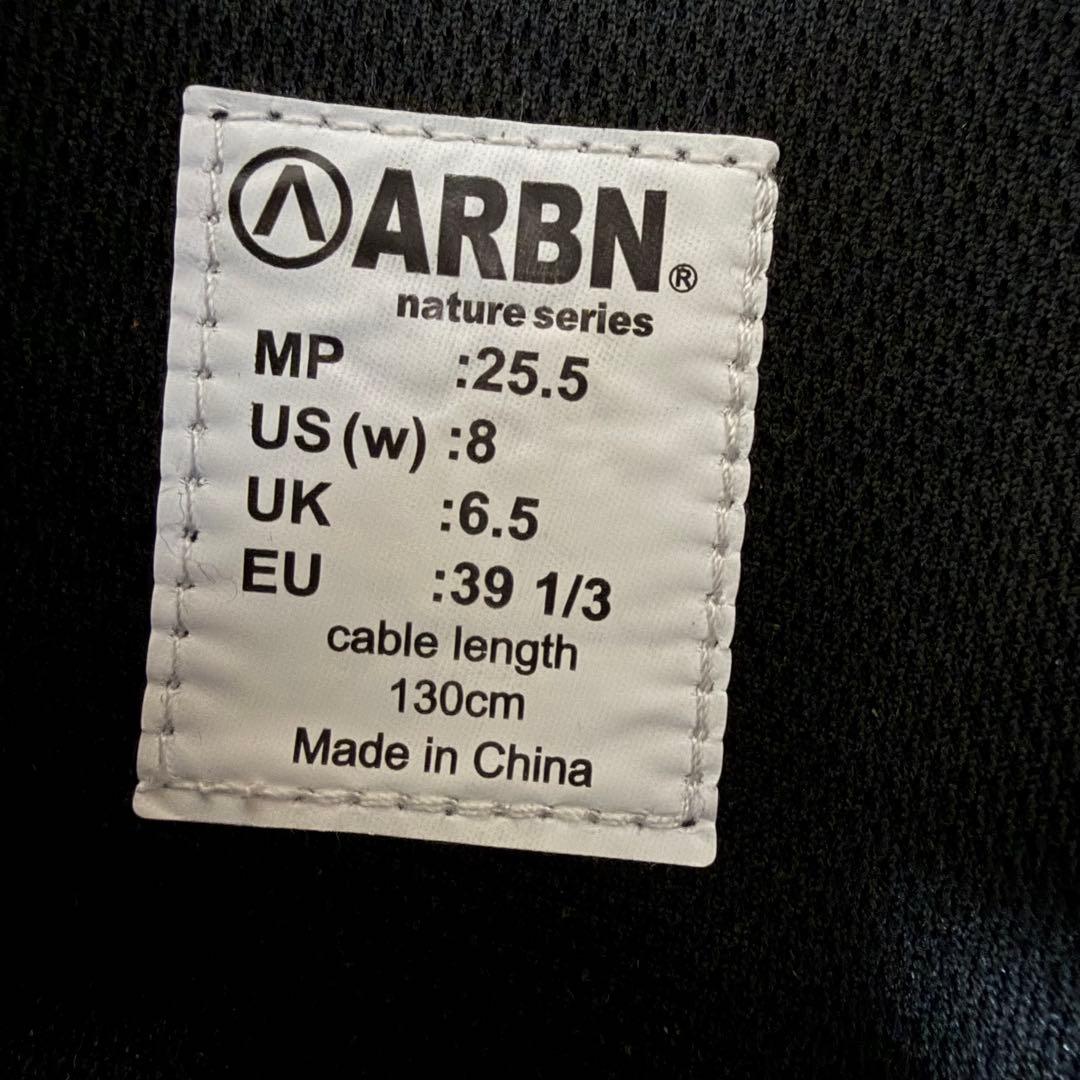 ARBN®
nature series
MP :25.5
US (w) :8
UK :6.5
EU :39 1/3
cable length
130cm
Made in China